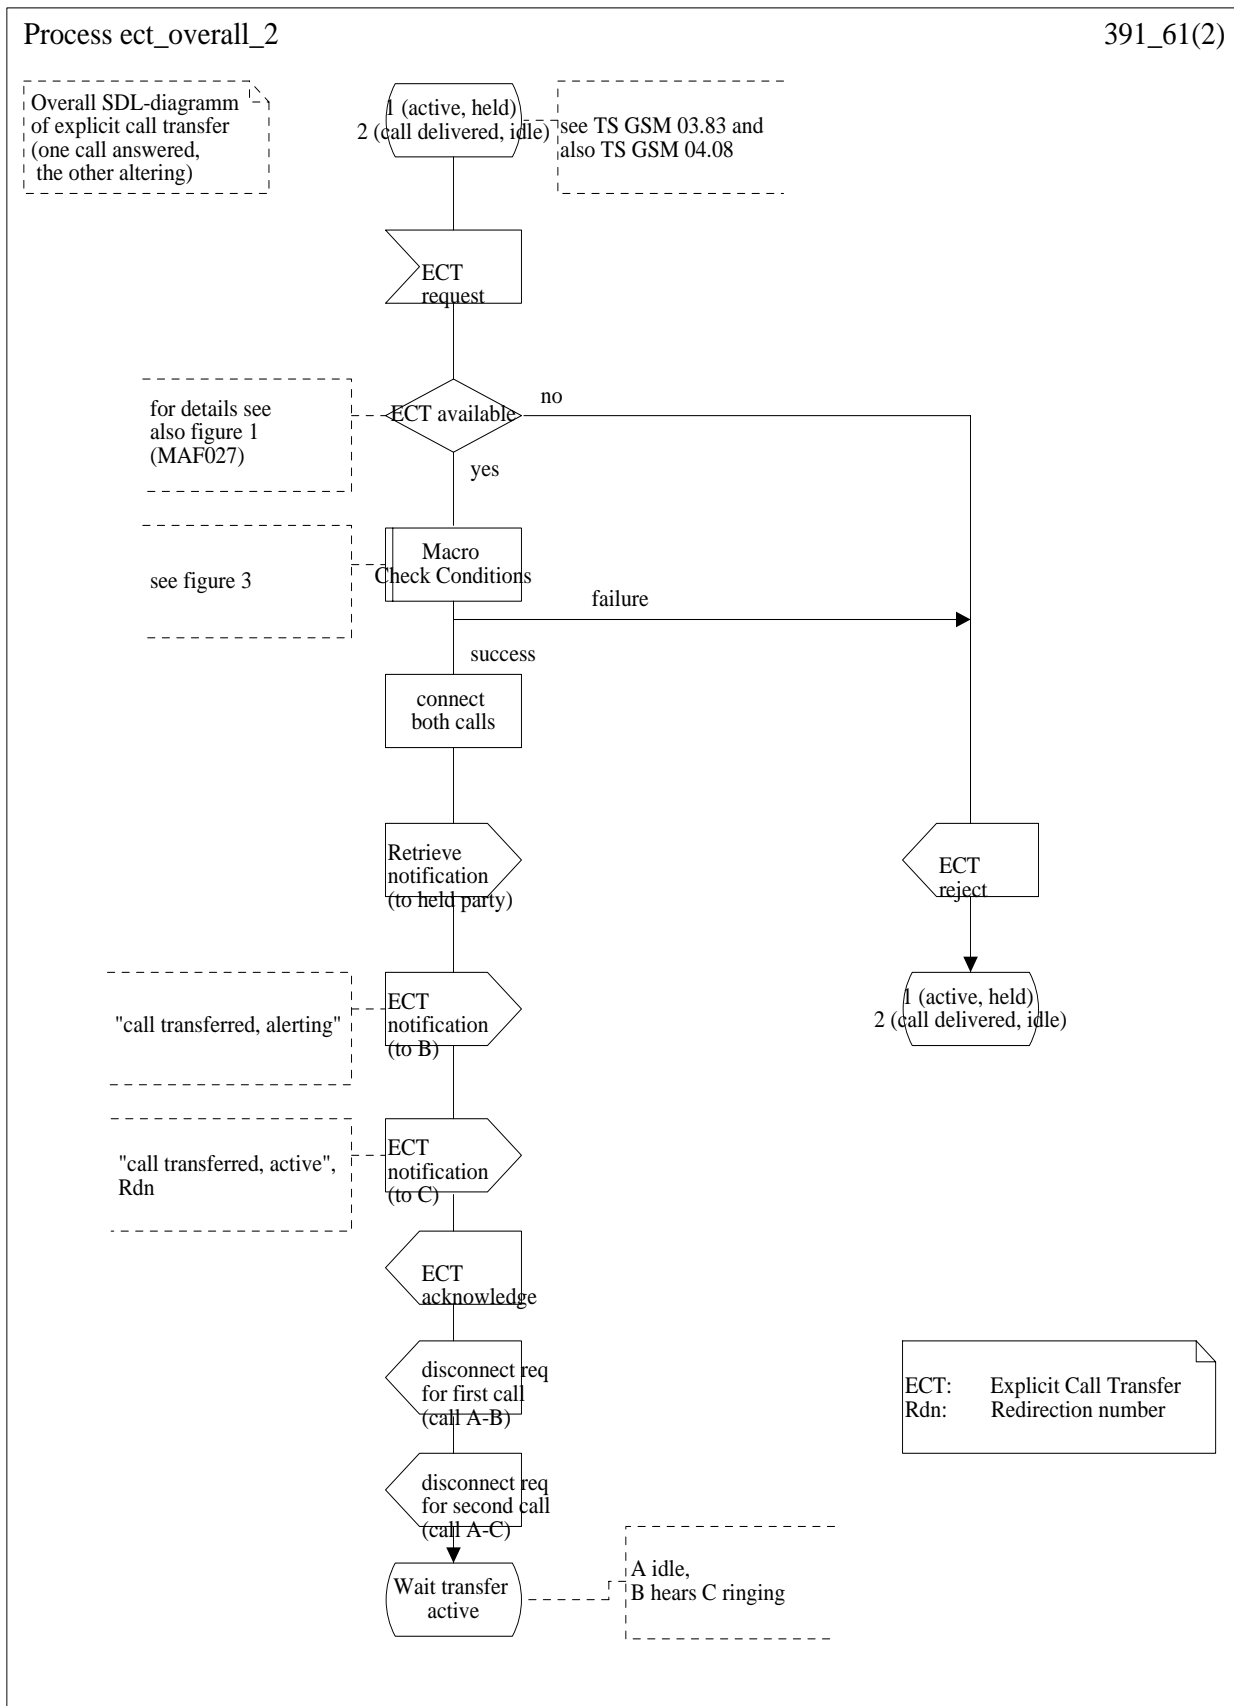 Process ect_overall_2
391_61(2)
Overall SDL-diagramm
of explicit call transfer
(one call answered,
the other altering)
1 (active, held)
2 (call delivered, idle)
see TS GSM 03.83 and
also TS GSM 04.08
ECT
request
for details see
also figure 1
(MAF027)
ECT available
no
yes
see figure 3
Macro
Check Conditions
failure
success
connect
both calls
Retrieve
notification
(to held party)
ECT
reject
"call transferred, alerting"
ECT
notification
(to B)
1 (active, held)
2 (call delivered, idle)
"call transferred, active",
Rdn
ECT
notification
(to C)
ECT
acknowledge
disconnect req
for first call
(call A-B)
ECT: Explicit Call Transfer
Rdn: Redirection number
disconnect req
for second call
(call A-C)
Wait transfer
active
A idle,
B hears C ringing